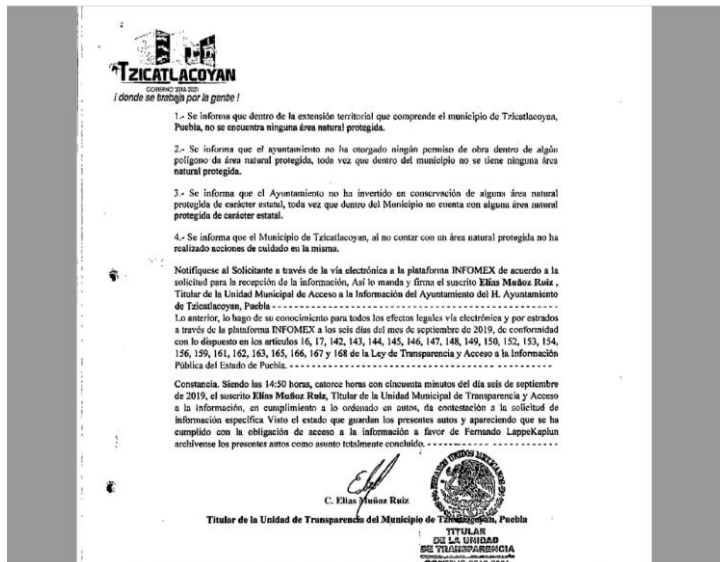 TZICATLACOYAN
GOBIERNO 2018-2021
¡ donde se trabaja por la gente !
1.- Se informa que dentro de la extensión territorial que comprende el municipio de Tzicatlacoyan,
Puebla, no se encuentra ninguna área natural protegida.
2.- Se informa que el ayuntamiento no ha otorgado ningún permiso de obra dentro de algún
polígono da área natural protegida, toda vez que dentro del municipio no se tiene ninguna área
natural protegida.
3.- Se informa que el Ayuntamiento no ha invertido en conservación de alguna área natural
protegida de carácter estatal, toda vez que dentro del Municipio no cuenta con alguna área natural
protegida de carácter estatal.
4.- Se informa que el Municipio de Tzicatlacoyan, al no contar con un área natural protegida no ha
realizado acciones de cuidado en la misma.
Notifíquese al Solicitante a través de la vía electrónica a la plataforma INFOMEX de acuerdo a la
solicitud para la recepción de la información, Así lo manda y firma el suscrito Elías Muñoz Ruiz ,
Titular de la Unidad Municipal de Acceso a la Información del Ayuntamiento del H. Ayuntamiento
de Tzicatlacoyan, Puebla - - - - - - - - - - - - - - - - - - - - - - - - - - - - - - - - - - - - - - - - - - - - -
Lo anterior, lo hago de su conocimiento para todos los efectos legales vía electrónica y por estrados
a través de la plataforma INFOMEX a los seis días del mes de septiembre de 2019, de conformidad
con lo dispuesto en los artículos 16, 17, 142, 143, 144, 145, 146, 147, 148, 149, 150, 152, 153, 154,
156, 159, 161, 162, 163, 165, 166, 167 y 168 de la Ley de Transparencia y Acceso a la Información
Pública del Estado de Puebla. - - - - - - - - - - - - - - - - - - - - - - - - - - - - - - - - - - - - - - - -
Constancia. Siendo las 14:50 horas, catorce horas con cincuenta minutos del día seis de septiembre
de 2019, el suscrito Elías Muñoz Ruiz, Titular de la Unidad Municipal de Transparencia y Acceso
a la información, en cumplimiento a lo ordenado en autos, da contestación a la solicitud de
información específica Visto el estado que guardan los presentes autos y apareciendo que se ha
cumplido con la obligación de acceso a la información a favor de Fernando LappeKaplun
archívense los presentes autos como asunto totalmente concluido. - - - - - - - - - - - - - - - - -
C. Elías Muñoz Ruiz
Titular de la Unidad de Transparencia del Municipio de Tzicatlacoyan, Puebla
ESTADOS UNIDOS MEXICANOS
TITULAR
DE LA UNIDAD
DE TRANSPARENCIA
GOBIERNO 2018-2021